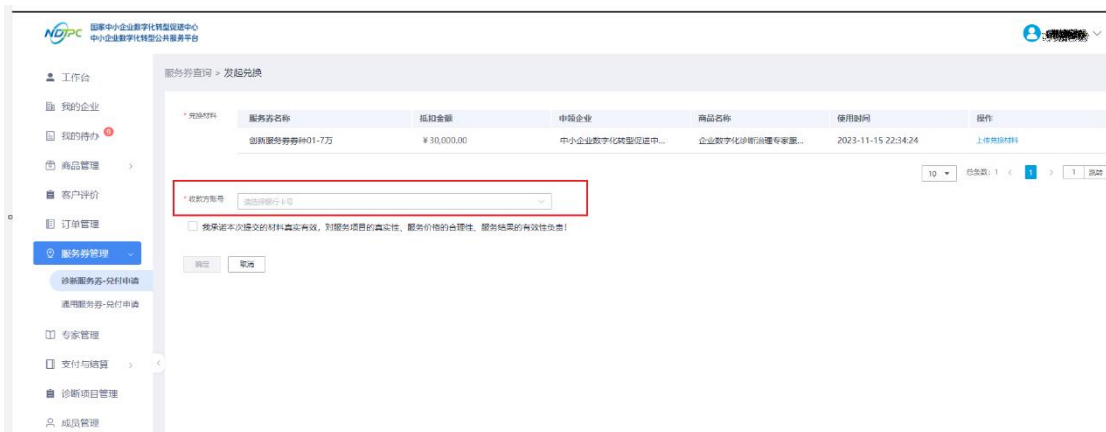 NDTPC 国家中小企业数字化转型促进中心
中小企业数字化转型公共服务平台
工作台
服务券查询 > 发起兑换
我的企业
我的待办 6
商品管理
客户评价
订单管理
服务券管理
诊断服务券-兑付申请
通用服务券-兑付申请
专家管理
支付与结算
诊断项目管理
成员管理
* 兑换材料
服务券名称 抵扣金额 申领企业 商品名称 使用时间 操作
创新服务券券种01-7万 ¥ 30,000.00 中小企业数字化转型促进中... 企业数字化诊断治理专家服... 2023-11-15 22:34:24 上传兑换材料
10 总条数: 1 < 1 > 1 跳转
* 收款方账号 请选择银行卡号
我承诺本次提交的材料真实有效，对服务项目的真实性、服务价格的合理性、服务结果的有效性负责！
确定 取消